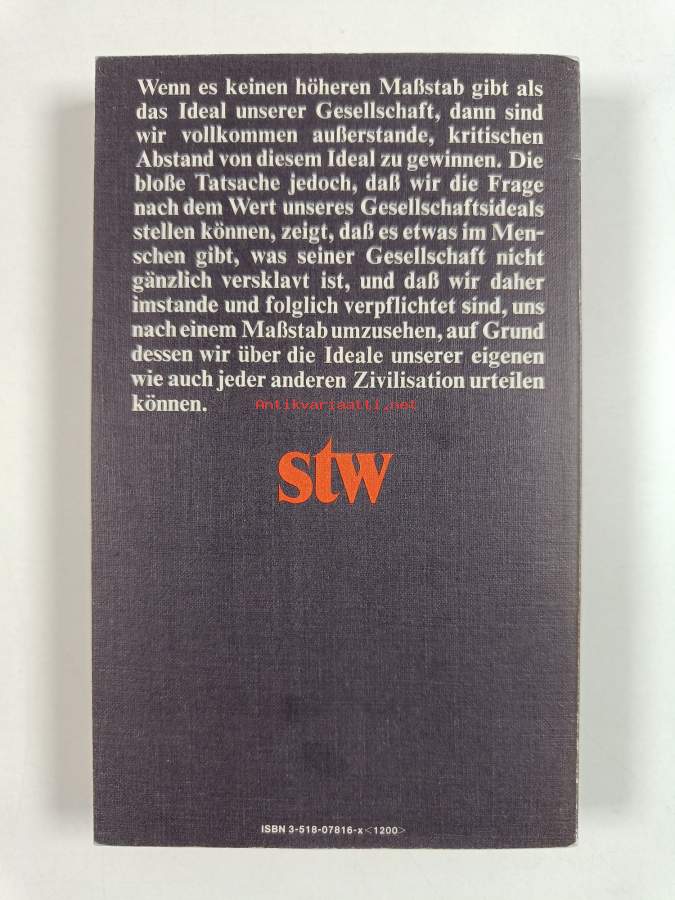 Wenn es keinen höheren Maßstab gibt als
das Ideal unserer Gesellschaft, dann sind
wir vollkommen außerstande, kritischen
Abstand von diesem Ideal zu gewinnen. Die
bloße Tatsache jedoch, daß wir die Frage
nach dem Wert unseres Gesellschaftsideals
stellen können, zeigt, daß es etwas im Men-
schen gibt, was seiner Gesellschaft nicht
gänzlich versklavt ist, und daß wir daher
imstande und folglich verpflichtet sind, uns
nach einem Maßstab umzusehen, auf Grund
dessen wir über die Ideale unserer eigenen
wie auch jeder anderen Zivilisation urteilen
können.
Antikvariaatti.net
stw
ISBN 3-518-07816-x<1200>